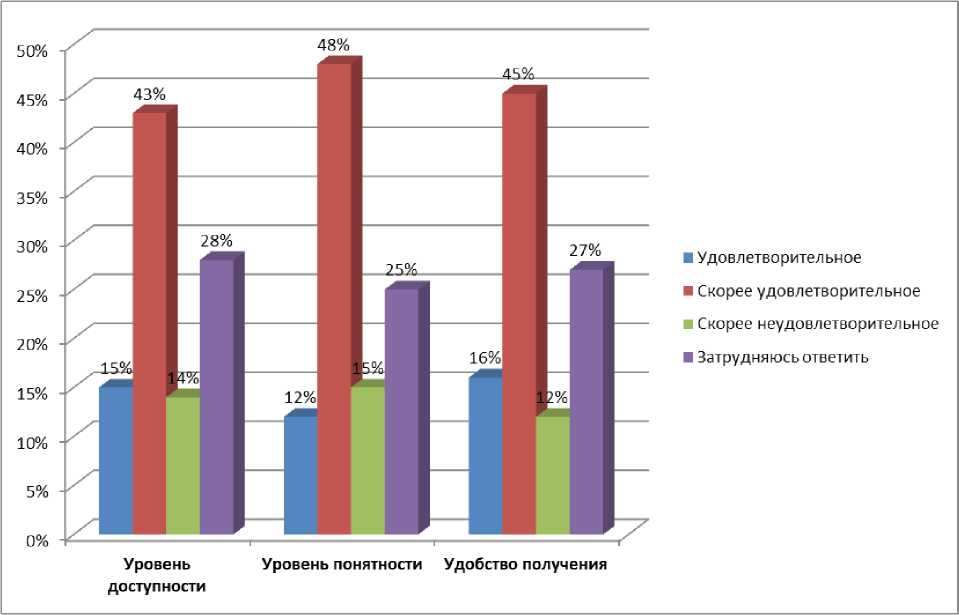 50%
45%
40%
35%
30%
25%
20%
15%
10%
5%
0%
15%
43%
14%
28%
12%
48%
15%
25%
16%
45%
12%
27%
Уровень
доступности
Уровень понятности
Удобство получения
Удовлетворительное
Скорее удовлетворительное
Скорее неудовлетворительное
Затрудняюсь ответить